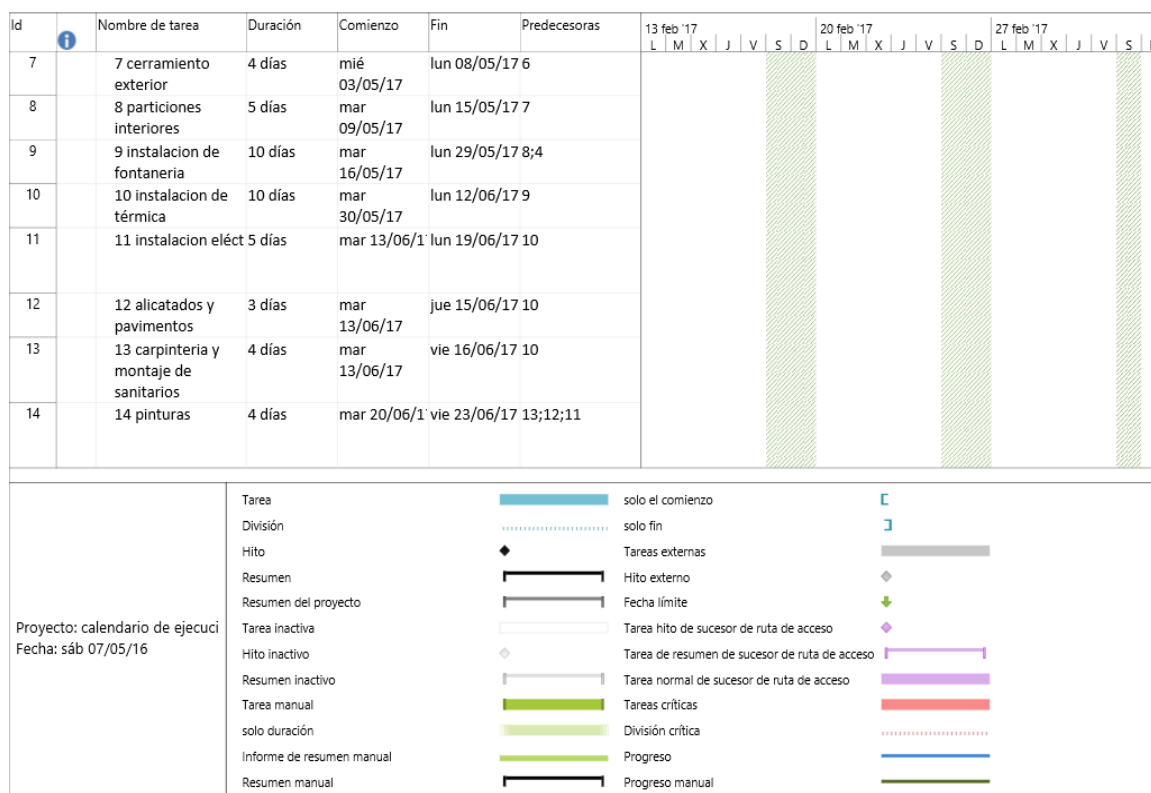 Id Nombre de tarea Duración Comienzo Fin Predecesoras 13 feb '17 20 feb '17 27 feb '17
L M X J V S D L M X J V S D L M X J V S
7 7 cerramiento 4 días mié lun 08/05/17 6
exterior 03/05/17
8 8 particiones 5 días mar lun 15/05/17 7
interiores 09/05/17
9 9 instalacion de 10 días mar lun 29/05/17 8;4
fontaneria 16/05/17
10 10 instalacion de 10 días mar lun 12/06/17 9
térmica 30/05/17
11 11 instalacion eléct 5 días mar 13/06/1 lun 19/06/17 10
12 12 alicatados y 3 días mar jue 15/06/17 10
pavimentos 13/06/17
13 13 carpinteria y 4 días mar vie 16/06/17 10
montaje de 13/06/17
sanitarios
14 14 pinturas 4 días mar 20/06/1 vie 23/06/17 13;12;11
Proyecto: calendario de ejecuci
Fecha: sáb 07/05/16
Tarea solo el comienzo
División solo fin
Hito Tareas externas
Resumen Hito externo
Resumen del proyecto Fecha límite
Tarea inactiva Tarea hito de sucesor de ruta de acceso
Hito inactivo Tarea de resumen de sucesor de ruta de acceso
Resumen inactivo Tarea normal de sucesor de ruta de acceso
Tarea manual Tareas críticas
solo duración División crítica
Informe de resumen manual Progreso
Resumen manual Progreso manual